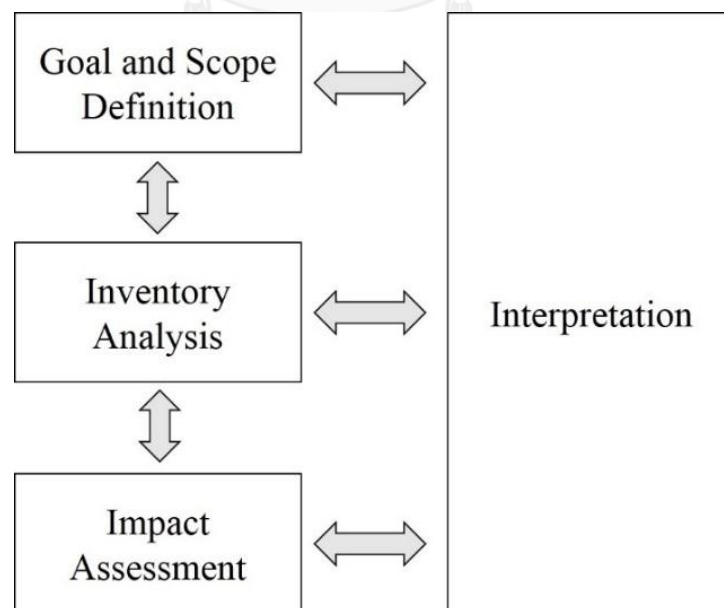 Goal and Scope
Definition
Inventory
Analysis
Interpretation
Impact
Assessment